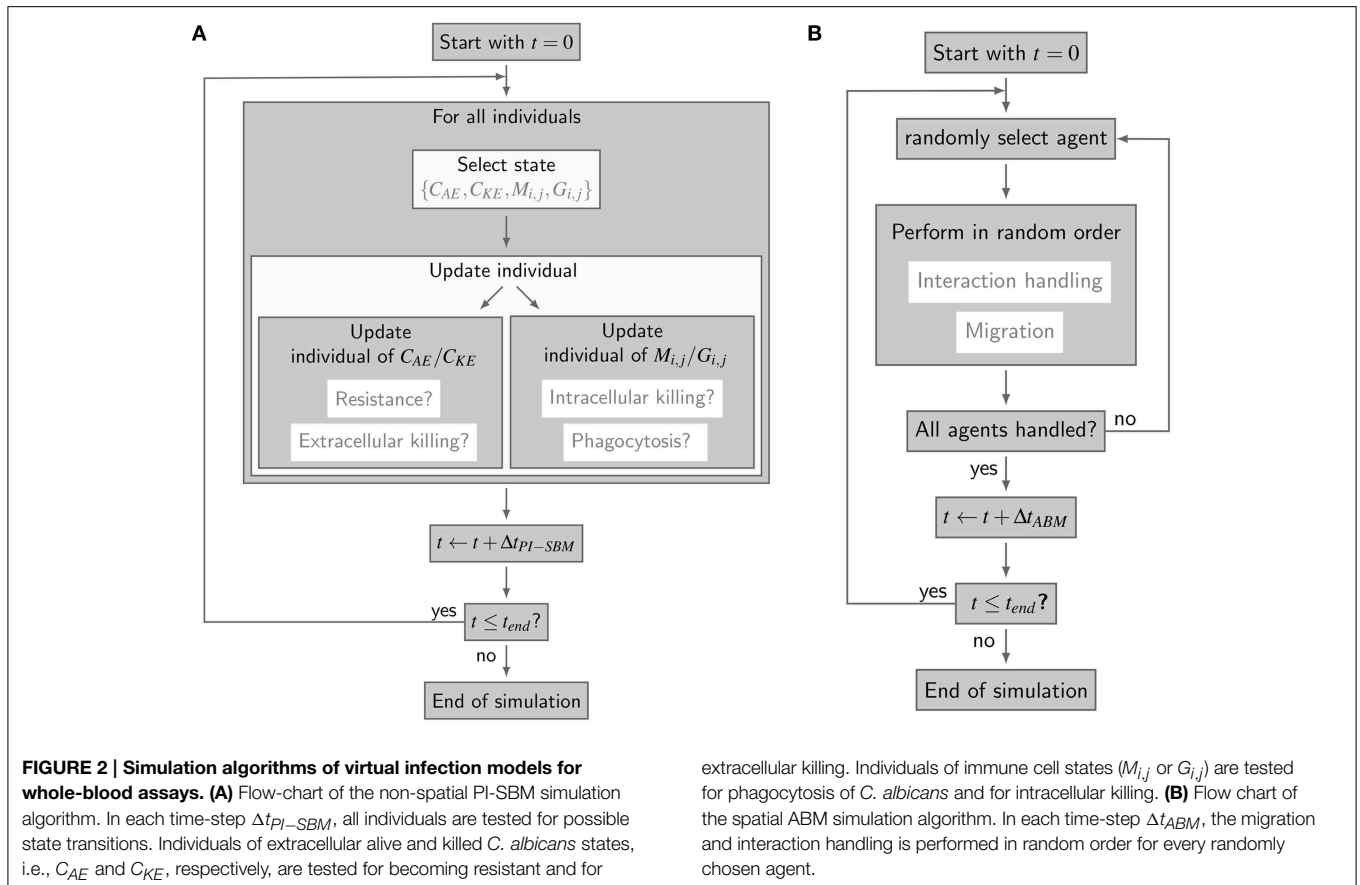 A
Start with t = 0
For all individuals
Select state
{C_AE, C_KE, M_i,j, G_i,j}
Update individual
Update
individual of C_AE/C_KE
Resistance?
Extracellular killing?
Update
individual of M_i,j/G_i,j
Intracellular killing?
Phagocytosis?
t ← t + Δt_PI−SBM
yes
t ≤ t_end?
no
End of simulation
B
Start with t = 0
randomly select agent
Perform in random order
Interaction handling
Migration
All agents handled?
no
yes
t ← t + Δt_ABM
yes
t ≤ t_end?
no
End of simulation
FIGURE 2 | Simulation algorithms of virtual infection models for
whole-blood assays. (A) Flow-chart of the non-spatial PI-SBM simulation
algorithm. In each time-step Δt_PI−SBM, all individuals are tested for possible
state transitions. Individuals of extracellular alive and killed C. albicans states,
i.e., C_AE and C_KE, respectively, are tested for becoming resistant and for
extracellular killing. Individuals of immune cell states (M_i,j or G_i,j) are tested
for phagocytosis of C. albicans and for intracellular killing. (B) Flow chart of
the spatial ABM simulation algorithm. In each time-step Δt_ABM, the migration
and interaction handling is performed in random order for every randomly
chosen agent.